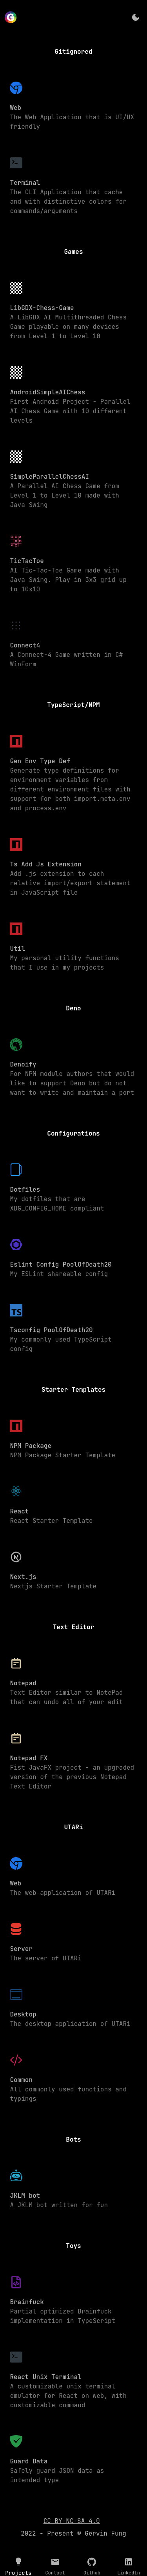 Gitignored
Web
The Web Application that is UI/UX
friendly
Terminal
The CLI Application that cache
and with distinctive colors for
commands/arguments
Games
LibGDX-Chess-Game
A LibGDX AI Multithreaded Chess
Game playable on many devices
from Level 1 to Level 10
AndroidSimpleAIChess
First Android Project - Parallel
AI Chess Game with 10 different
levels
SimpleParallelChessAI
A Parallel AI Chess Game from
Level 1 to Level 10 made with
Java Swing
TicTacToe
AI Tic-Tac-Toe Game made with
Java Swing. Play in 3x3 grid up
to 10x10
Connect4
A Connect-4 Game written in C#
WinForm
TypeScript/NPM
Gen Env Type Def
Generate type definitions for
environment variables from
different environment files with
support for both import.meta.env
and process.env
Ts Add Js Extension
Add .js extension to each
relative import/export statement
in JavaScript file
Util
My personal utility functions
that I use in my projects
Deno
Denoify
For NPM module authors that would
like to support Deno but do not
want to write and maintain a port
Configurations
Dotfiles
My dotfiles that are
XDG_CONFIG_HOME compliant
Eslint Config PoolOfDeath20
My ESLint shareable config
Tsconfig PoolOfDeath20
My commonly used TypeScript
config
Starter Templates
NPM Package
NPM Package Starter Template
React
React Starter Template
Next.js
Nextjs Starter Template
Text Editor
Notepad
Text Editor similar to NotePad
that can undo all of your edit
Notepad FX
Fist JavaFX project - an upgraded
version of the previous Notepad
Text Editor
UTARi
Web
The web application of UTARi
Server
The server of UTARi
Desktop
The desktop application of UTARi
Common
All commonly used functions and
typings
Bots
JKLM bot
A JKLM bot written for fun
Toys
Brainfuck
Partial optimized Brainfuck
implementation in TypeScript
React Unix Terminal
A customizable unix terminal
emulator for React on web, with
customizable command
Guard Data
Safely guard JSON data as
intended type
CC BY-NC-SA 4.0
2022 - Present © Gervin Fung
Projects Contact Github LinkedIn